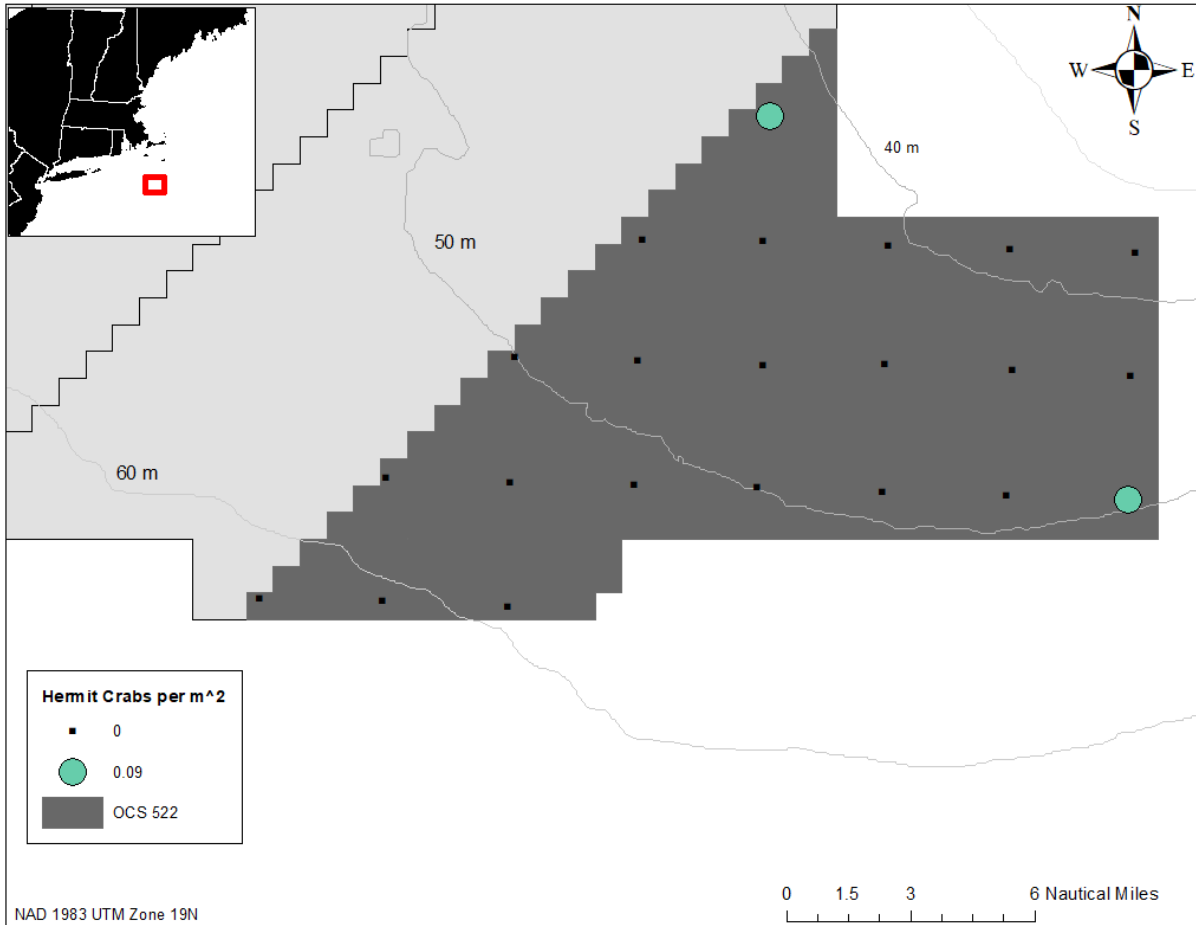 N
W E
S
40 m
50 m
60 m
Hermit Crabs per m^2
0
0.09
OCS 522
0 1.5 3 6 Nautical Miles
NAD 1983 UTM Zone 19N